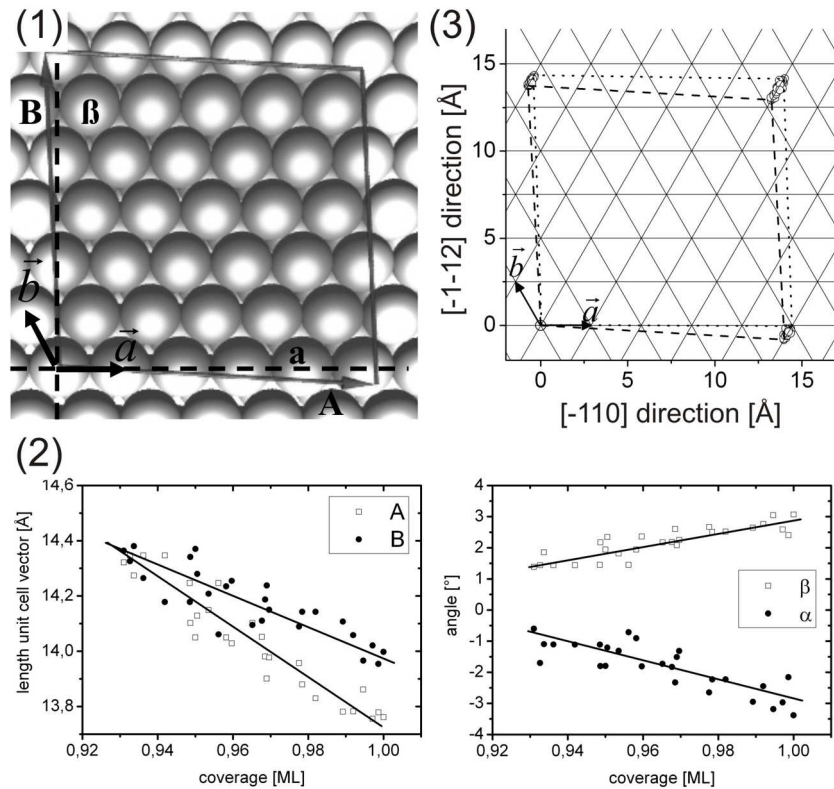 (1)
B
ß
b
a
a
A
(3)
15
10
5
0
[-1-12] direction [Å]
b
a
0 5 10 15
[-110] direction [Å]
(2)
14,6
14,4
14,2
14,0
13,8
length unit cell vector [Å]
A
B
0,92 0,94 0,96 0,98 1,00
coverage [ML]
4
3
2
1
0
-1
-2
-3
-4
angle [°]
β
α
0,92 0,94 0,96 0,98 1,00
coverage [ML]